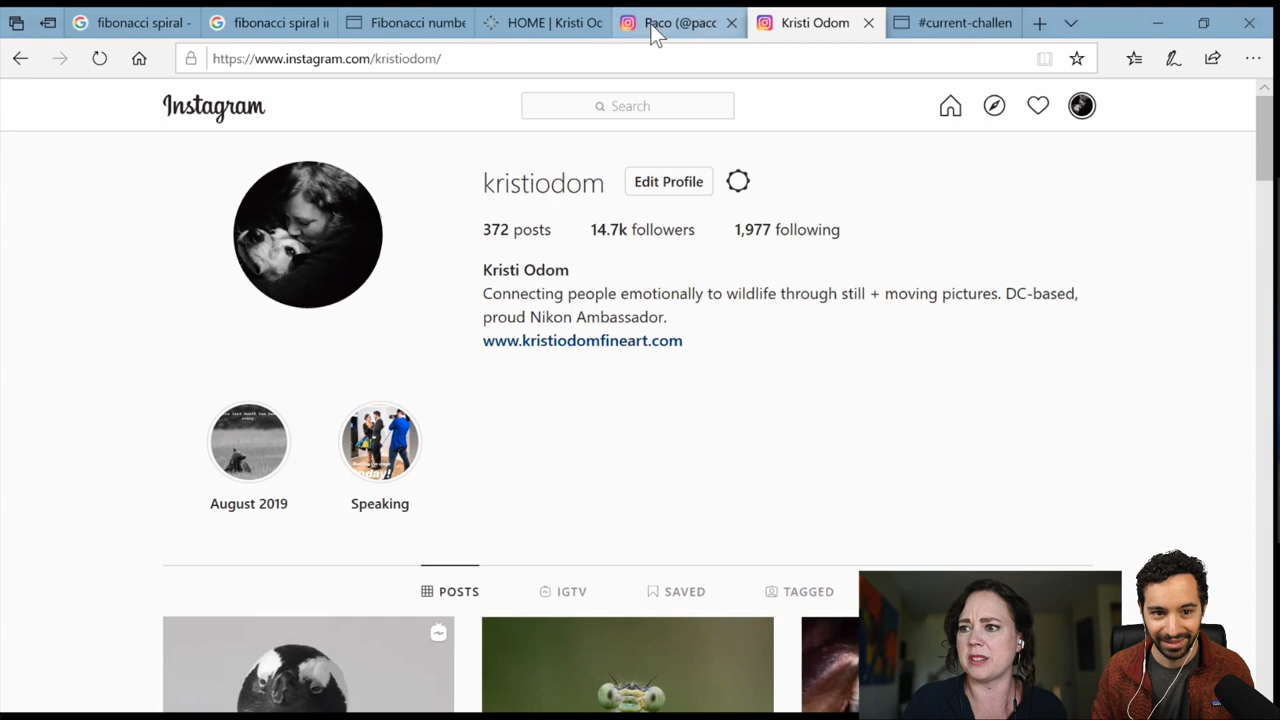 fibonacci spiral -
fibonacci spiral i
Fibonacci numbe
HOME | Kristi Oc
Paco (@pacc
Kristi Odom
#current-challen
https://www.instagram.com/kristiodom/
Instagram
Search
kristiodom
Edit Profile
372 posts
14.7k followers
1,977 following
Kristi Odom
Connecting people emotionally to wildlife through still + moving pictures. DC-based,
proud Nikon Ambassador.
www.kristiodomfineart.com
today!
August 2019
Speaking
POSTS
IGTV
SAVED
TAGGED